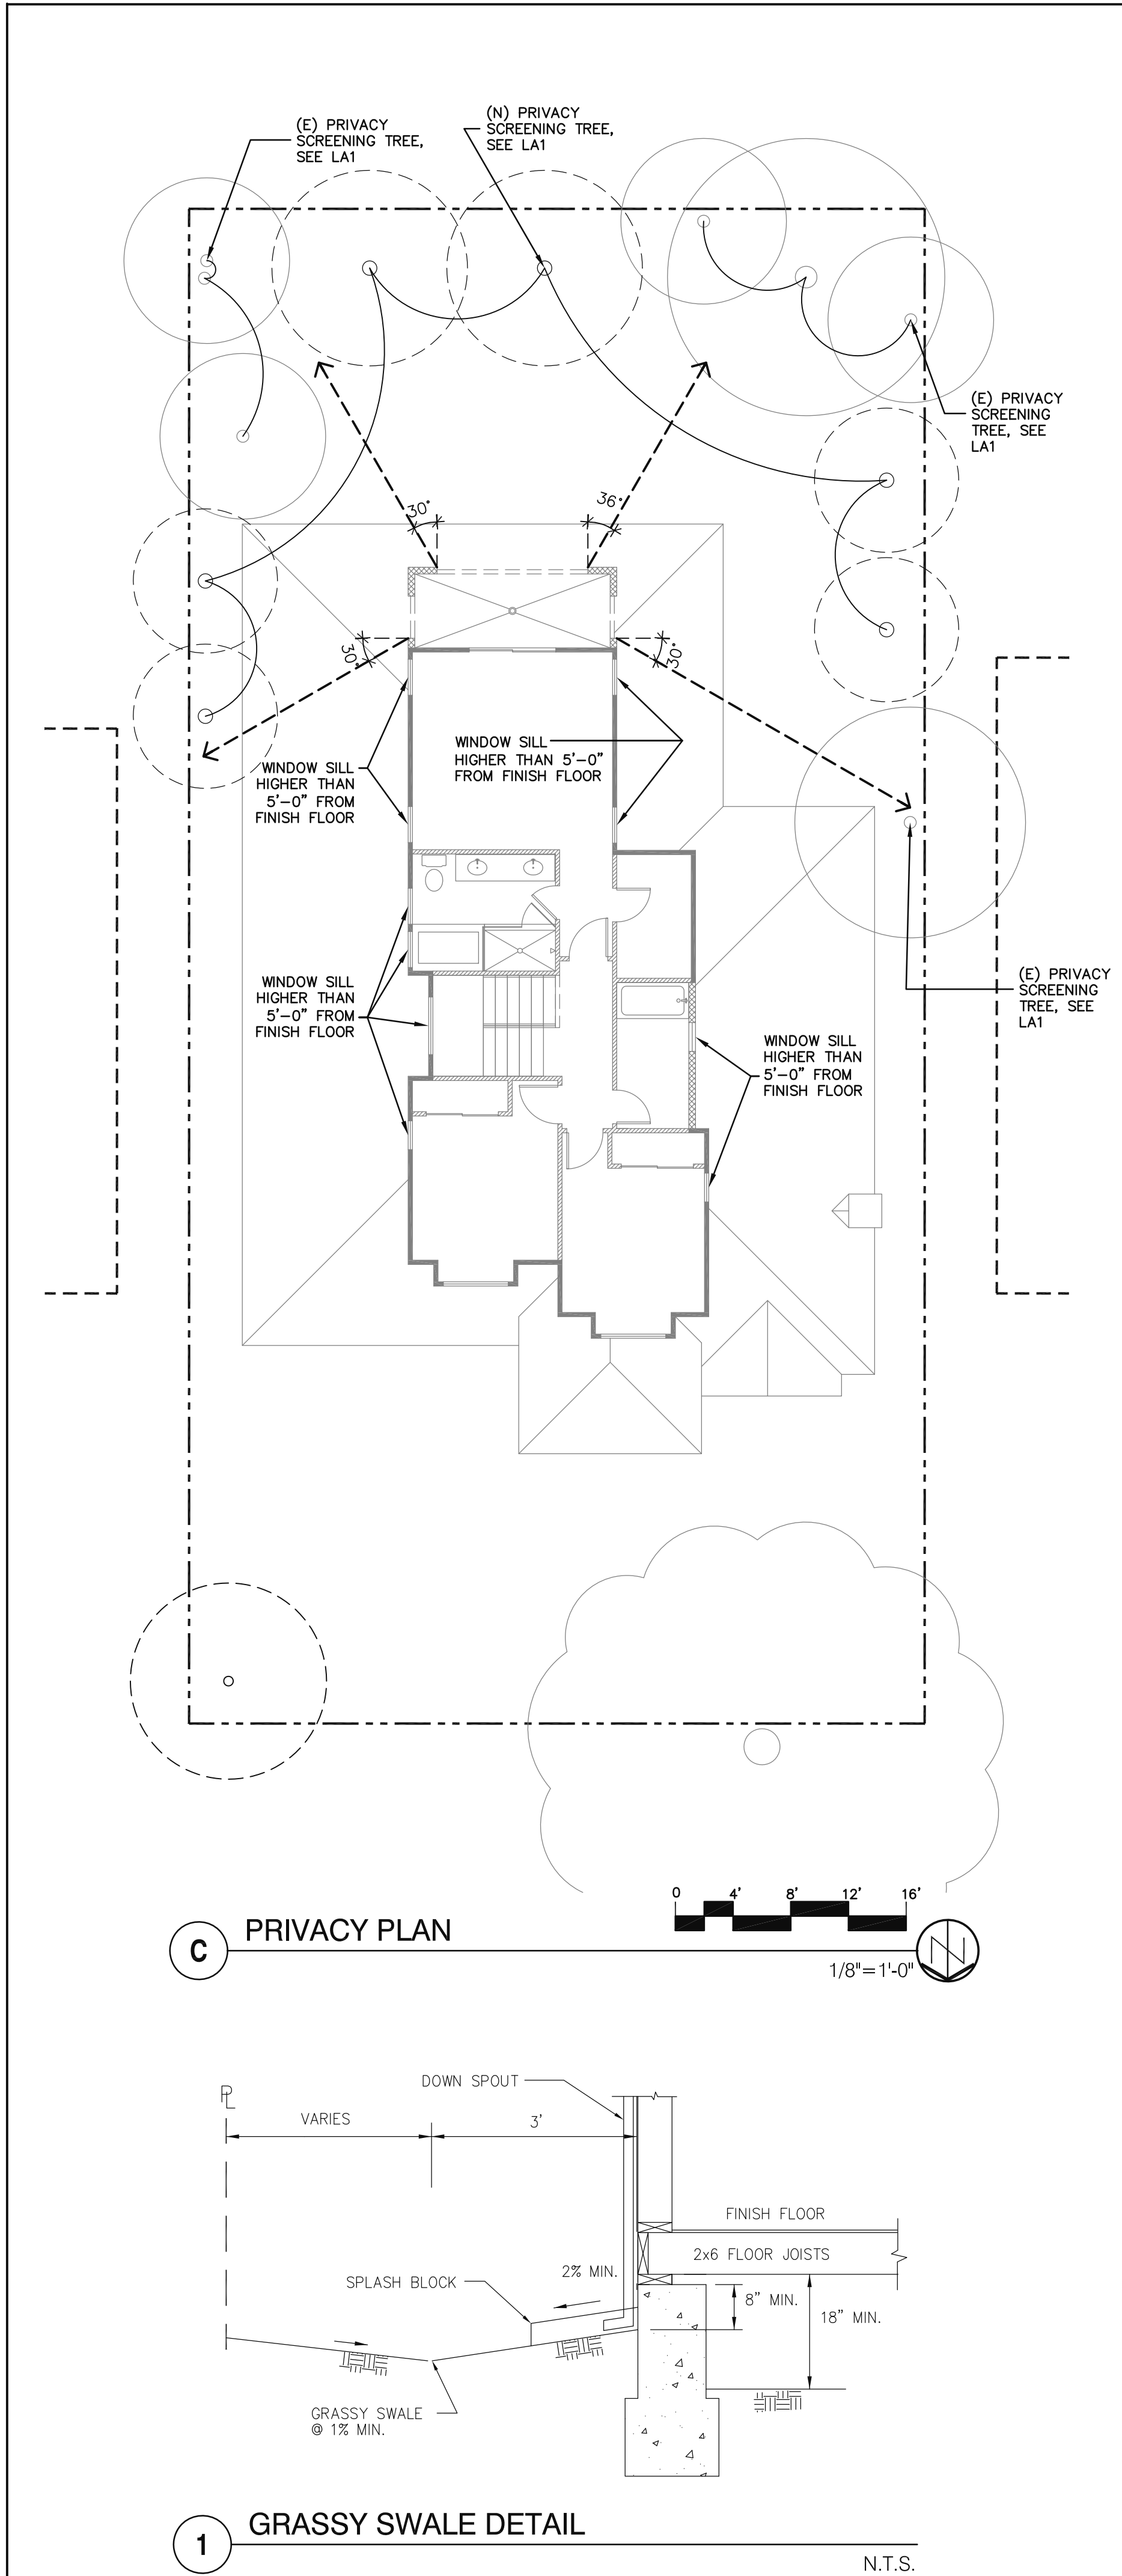 (E) PRIVACY
SCREENING TREE,
SEE LA1
(N) PRIVACY
SCREENING TREE,
SEE LA1
(E) PRIVACY
SCREENING
TREE, SEE
LA1
30°
36°
30°
30°
WINDOW SILL
HIGHER THAN
5'-0" FROM
FINISH FLOOR
WINDOW SILL
HIGHER THAN 5'-0"
FROM FINISH FLOOR
WINDOW SILL
HIGHER THAN
5'-0" FROM
FINISH FLOOR
(E) PRIVACY
SCREENING
TREE, SEE
LA1
WINDOW SILL
HIGHER THAN
5'-0" FROM
FINISH FLOOR
0 4' 8' 12' 16'
C PRIVACY PLAN
N
1/8"=1'-0"
DOWN SPOUT
PL
VARIES
3'
FINISH FLOOR
2x6 FLOOR JOISTS
2% MIN.
SPLASH BLOCK
8" MIN.
18" MIN.
GRASSY SWALE
@ 1% MIN.
1 GRASSY SWALE DETAIL
N.T.S.